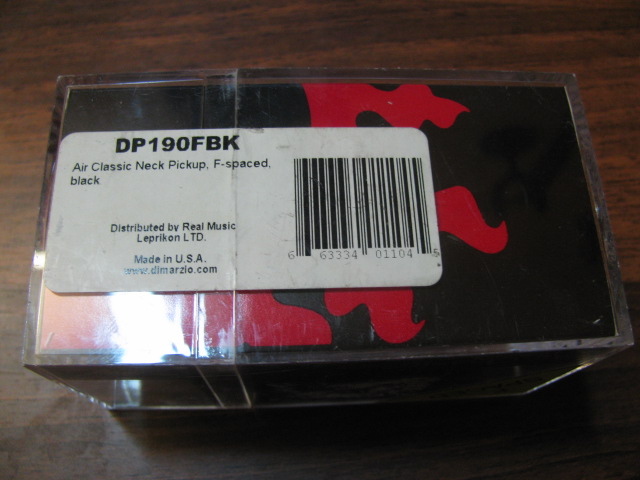 DP190FBK
Air Classic Neck Pickup, F-spaced,
black
Distributed by Real Music
Leprikon LTD.
Made in U.S.A.
www.dimarzio.com
6 63334 01104 5